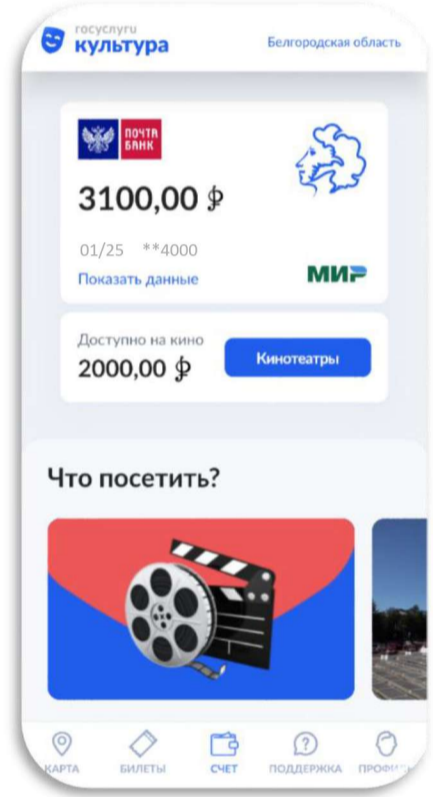 госуслуги
культура
Белгородская область
ПОЧТА
БАНК
3100,00 ₽
01/25 **4000
Показать данные
МИР
Доступно на кино
2000,00 ₽
Кинотеатры
Что посетить?
КАРТА
БИЛЕТЫ
СЧЕТ
ПОДДЕРЖКА
ПРОФИЛЬ